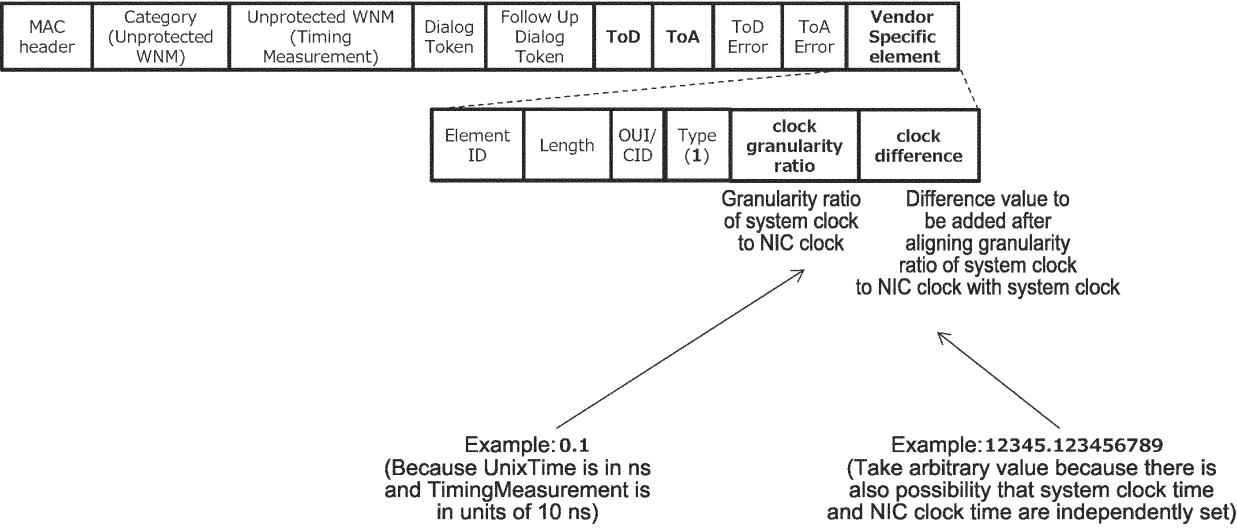 MAC
header
Category
(Unprotected
WNM)
Unprotected WNM
(Timing
Measurement)
Dialog
Token
Follow Up
Dialog
Token
ToD
ToA
ToD
Error
ToA
Error
Vendor
Specific
element
Element
ID
Length
OUI/
CID
Type
(1)
clock
granularity
ratio
clock
difference
Granularity ratio
of system clock
to NIC clock
Difference value to
be added after
aligning granularity
ratio of system clock
to NIC clock with system clock
Example: 0.1
(Because UnixTime is in ns
and TimingMeasurement is
in units of 10 ns)
Example: 12345.123456789
(Take arbitrary value because there is
also possibility that system clock time
and NIC clock time are independently set)